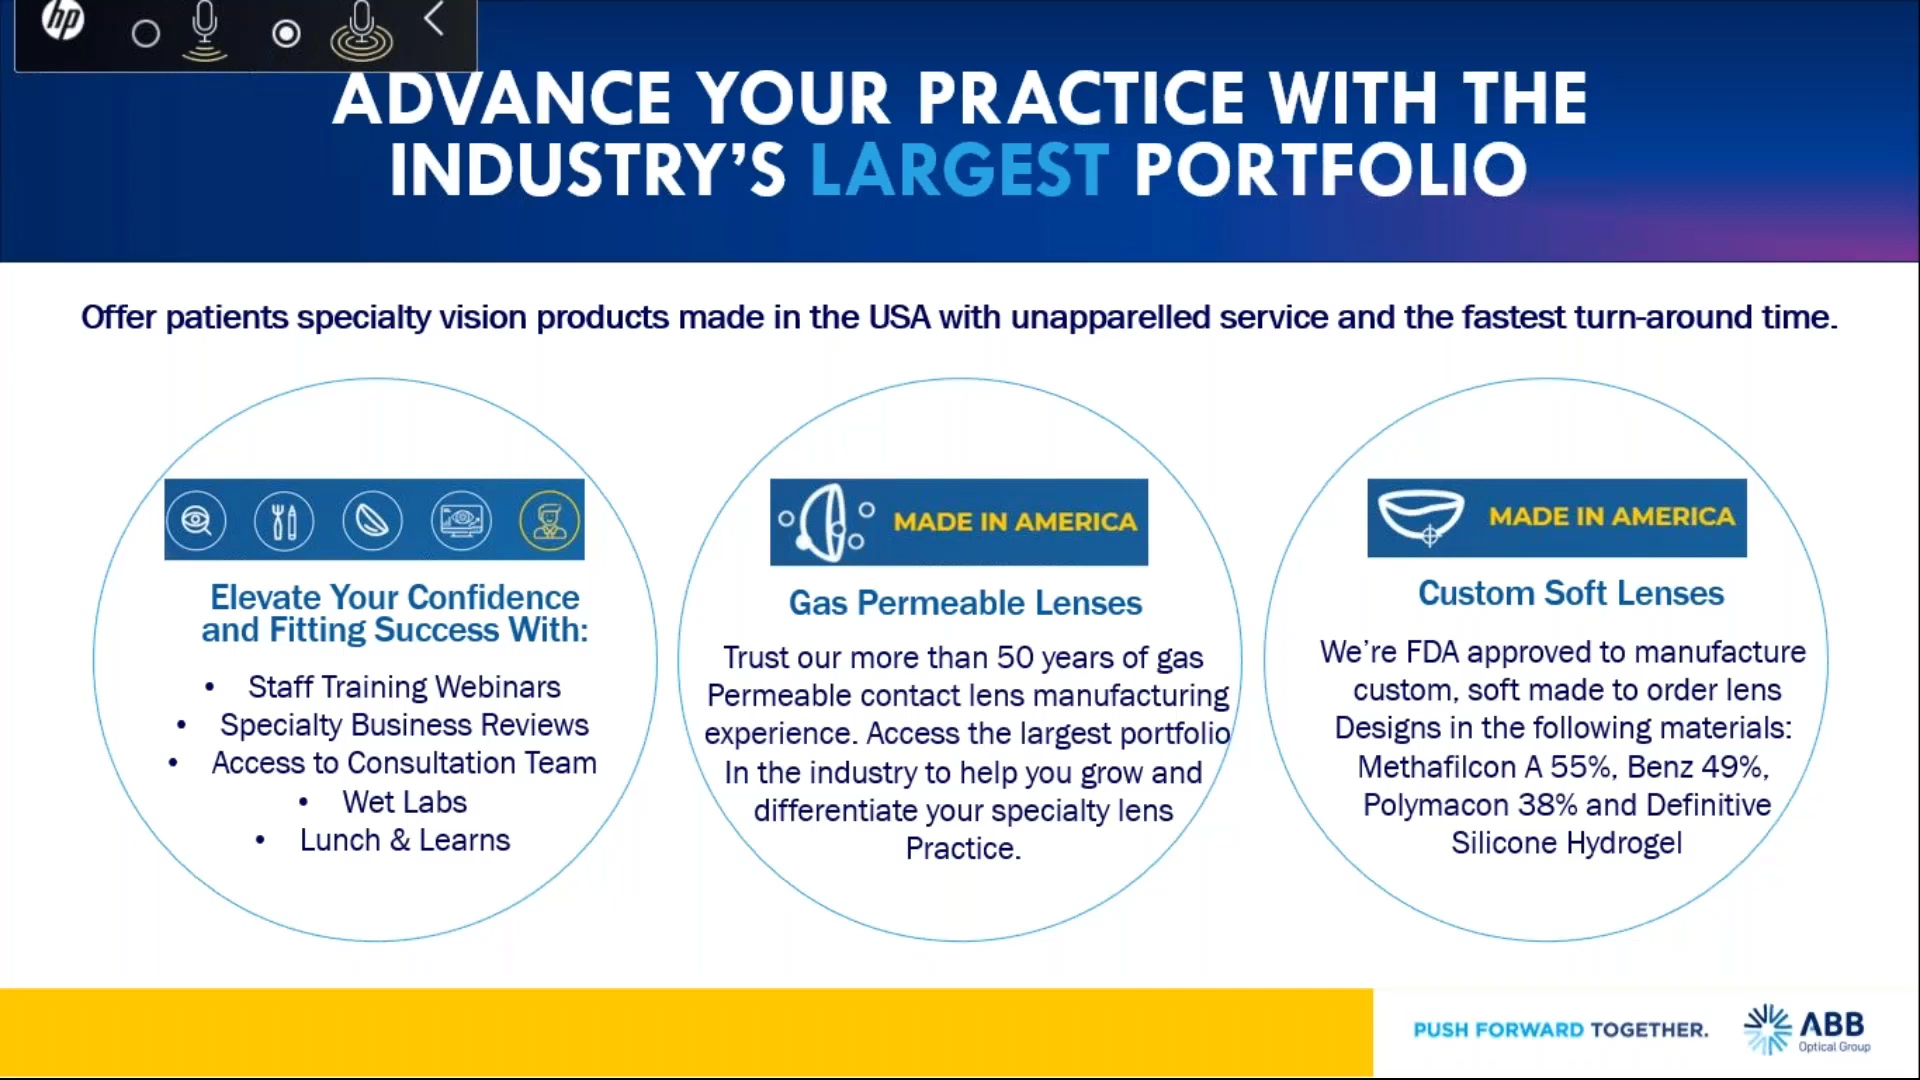 hp
ADVANCE YOUR PRACTICE WITH THE
INDUSTRY'S LARGEST PORTFOLIO
Offer patients specialty vision products made in the USA with unapparelled service and the fastest turn-around time.
Elevate Your Confidence
and Fitting Success With:
• Staff Training Webinars
• Specialty Business Reviews
• Access to Consultation Team
• Wet Labs
• Lunch & Learns
MADE IN AMERICA
Gas Permeable Lenses
Trust our more than 50 years of gas
Permeable contact lens manufacturing
experience. Access the largest portfolio
In the industry to help you grow and
differentiate your specialty lens
Practice.
MADE IN AMERICA
Custom Soft Lenses
We're FDA approved to manufacture
custom, soft made to order lens
Designs in the following materials:
Methafilcon A 55%, Benz 49%,
Polymacon 38% and Definitive
Silicone Hydrogel
PUSH FORWARD TOGETHER.
ABB
Optical Group